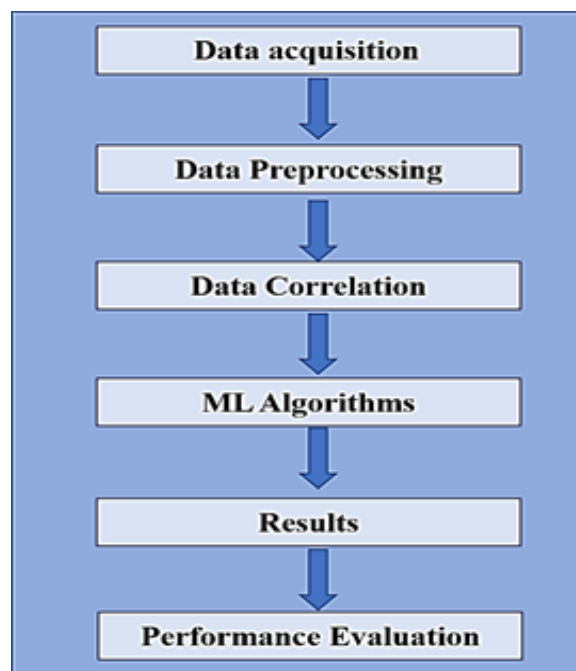 Data acquisition
Data Preprocessing
Data Correlation
ML Algorithms
Results
Performance Evaluation